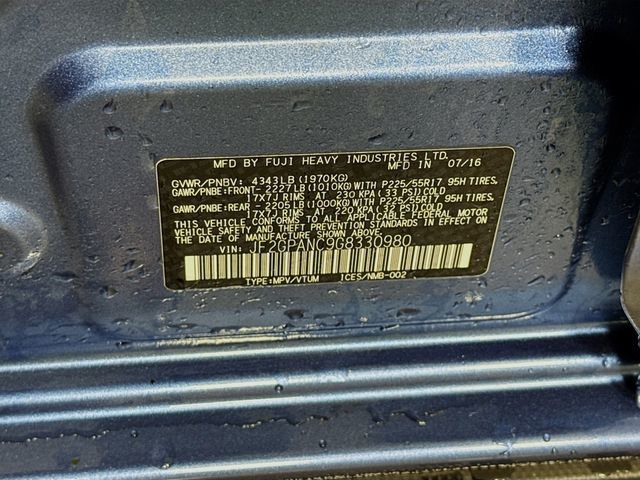 MFD BY FUJI HEAVY INDUSTRIES,LTD.
GVWR/PNBV: 4343LB(1970KG) MFD IN 07/16
GAWR/PNBE:FRONT- 2227LB(1010KG)WITH P225/55R17 95H TIRES.
17X7J RIMS AT 230 KPA(33 PSI)COLD
GAWR/PNBE:REAR - 2205LB(1000KG)WITH P225/55R17 95H TIRES.
17X7J RIMS AT 220 KPA(32 PSI)COLD
THIS VEHICLE CONFORMS TO ALL APPLICABLE FEDERAL MOTOR
VEHICLE SAFETY BUMPER, AND THEFT PREVENTION STANDARDS
IN EFFECT ON THE DATE OF MANUFACTURE SHOWN ABOVE.
VIN: JF2GPANC9G8330980
TYPE:MPV/VTUM ICES/NMB-002